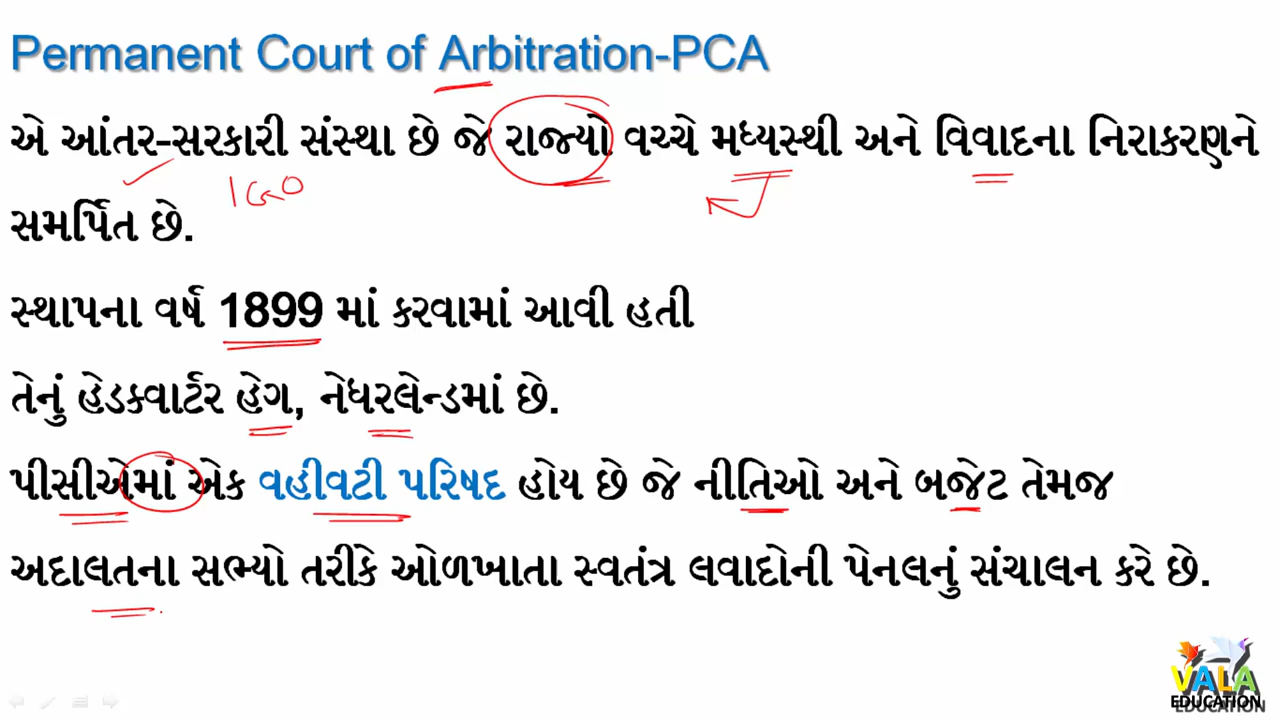 Permanent Court of Arbitration-PCA
એ આંતર-સરકારી સંસ્થા છે જે રાજ્યો વચ્ચે મધ્યસ્થી અને વિવાદના નિરાકરણને
IGO
સમર્પિત છે.
સ્થાપના વર્ષ 1899 માં કરવામાં આવી હતી
તેનું હેડક્વાર્ટર હેગ, નેધરલેન્ડમાં છે.
પીસીએમાં એક વહીવટી પરિષદ હોય છે જે નીતિઓ અને બજેટ તેમજ
અદાલતના સભ્યો તરીકે ઓળખાતા સ્વતંત્ર લવાદોની પેનલનું સંચાલન કરે છે.
VALA
EDUCATION